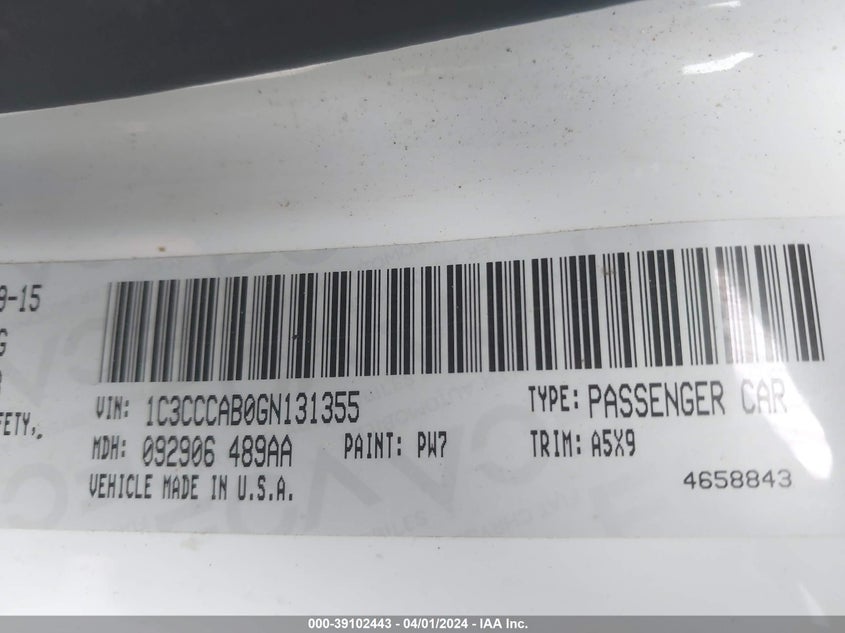 9-15
G
VIN: 1C3CCCAB0GN131355 TYPE: PASSENGER CAR
FETY,
MDH: 092906 489AA PAINT: PW7 TRIM: A5X9
VEHICLE MADE IN U.S.A. 4658843
000-39102443 / 04/01/2024 - IAA Inc.